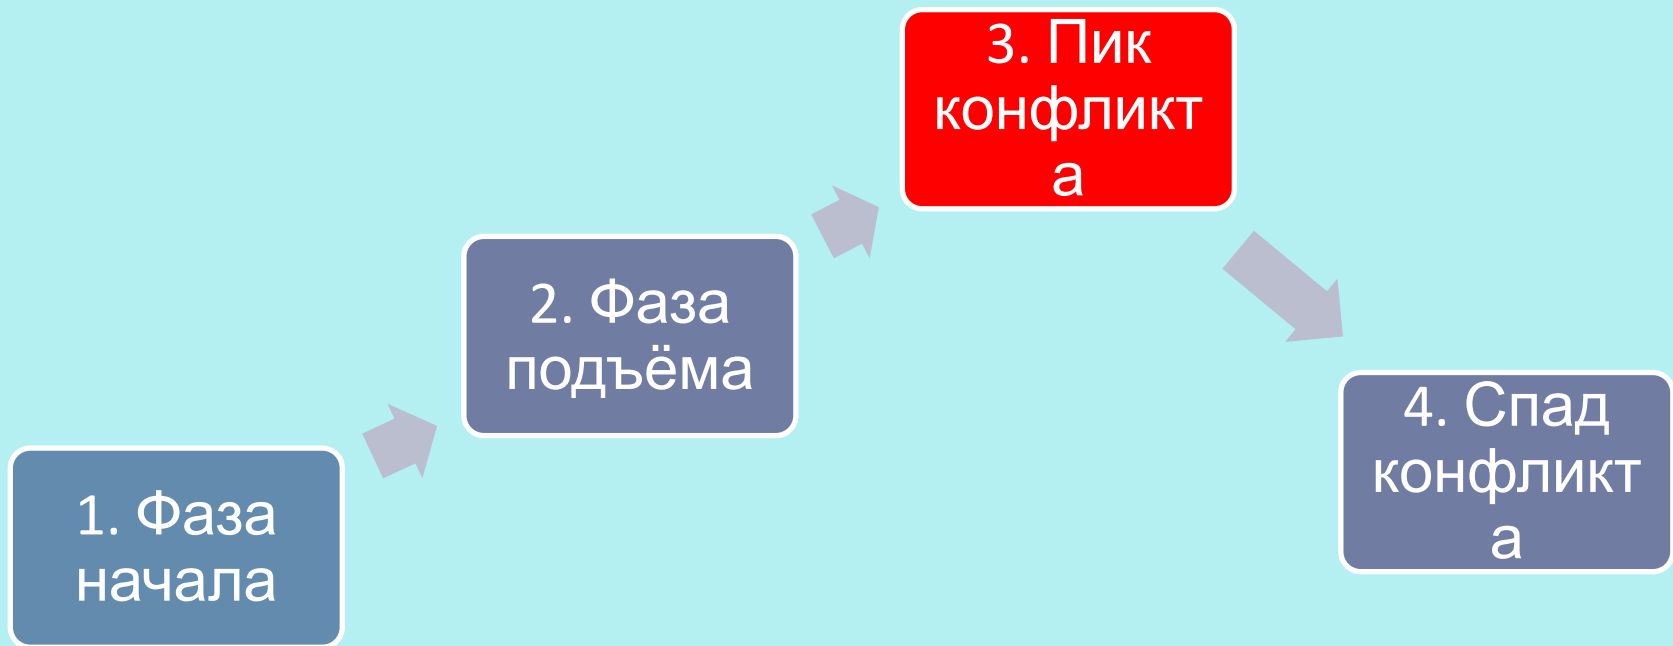 1. Фаза
начала
2. Фаза
подъёма
3. Пик
конфликт
а
4. Спад
конфликт
а